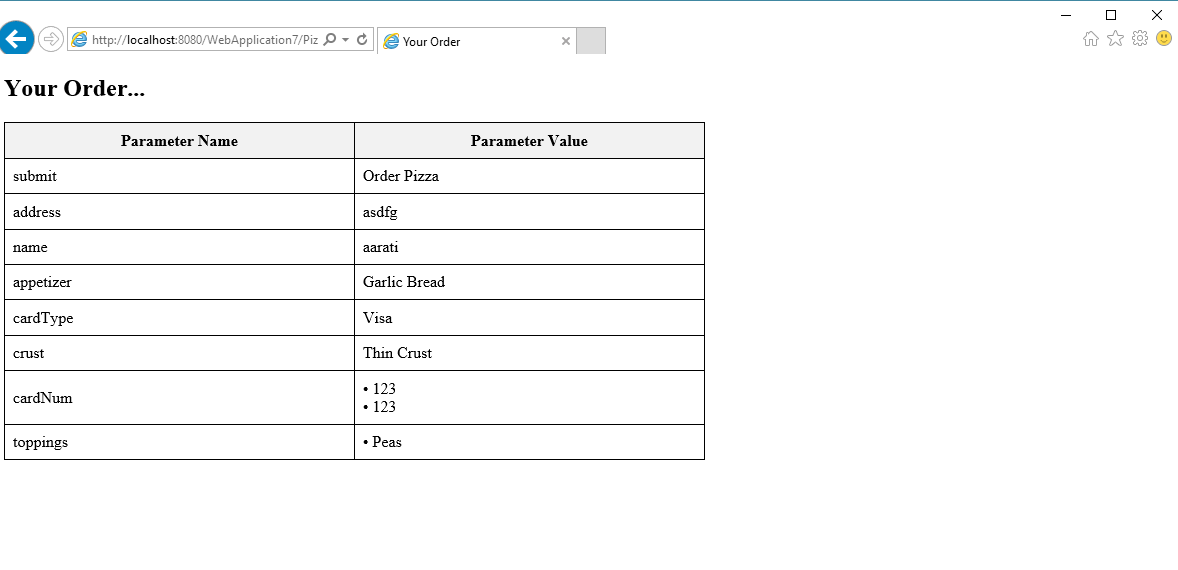 http://localhost:8080/WebApplication7/Piz
Your Order
Your Order...
Parameter Name Parameter Value
submit Order Pizza
address asdfg
name aarati
appetizer Garlic Bread
cardType Visa
crust Thin Crust
cardNum • 123
• 123
toppings • Peas